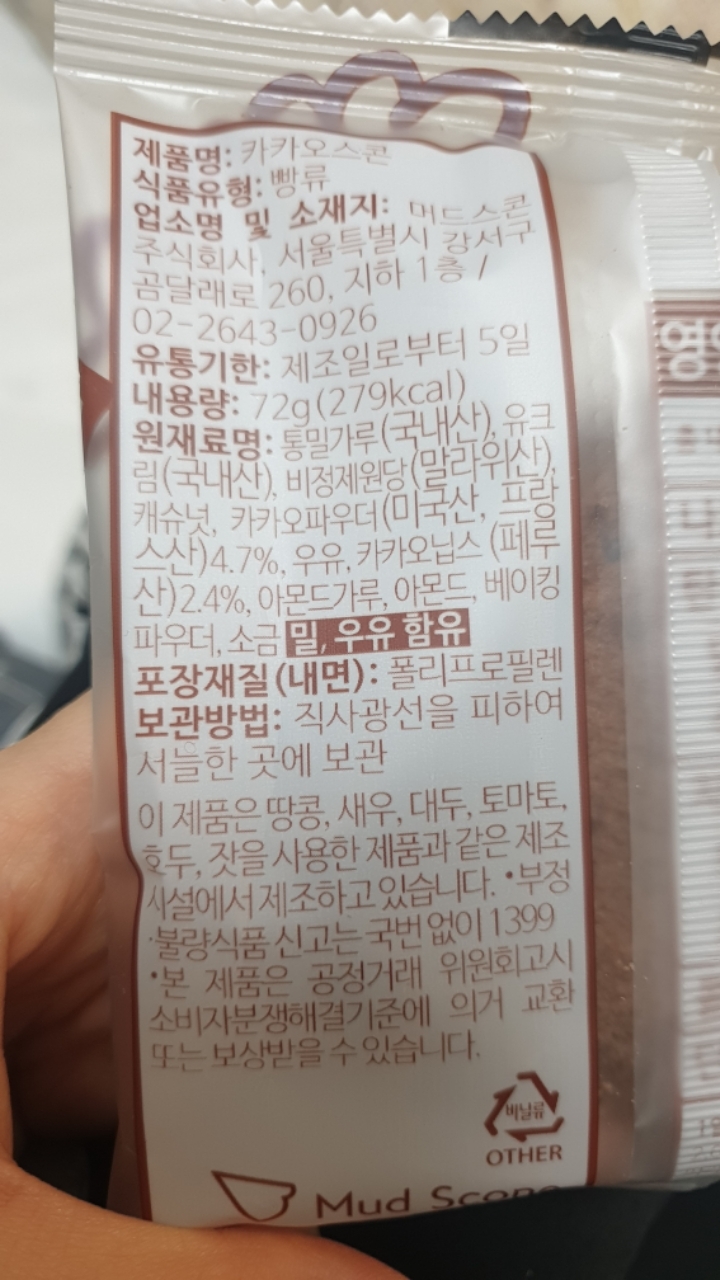 제품명: 카카오스콘
식품유형: 빵류
업소명 및 소재지: 머드스콘
주식회사, 서울특별시 강서구
곰달래로 260, 지하 1층 /
02-2643-0926
유통기한: 제조일로부터 5일
내용량: 72g(279kcal)
원재료명: 통밀가루(국내산), 유크
림(국내산), 비정제원당(말라위산),
캐슈넛, 카카오파우더(미국산, 프랑
스산)4.7%, 우유, 카카오닙스 (페루
산)2.4%, 아몬드가루, 아몬드, 베이킹
파우더, 소금 밀, 우유 함유
포장재질(내면): 폴리프로필렌
보관방법: 직사광선을 피하여
서늘한 곳에 보관
이 제품은 땅콩, 새우, 대두, 토마토,
호두, 잣을 사용한 제품과 같은 제조
시설에서 제조하고 있습니다. •부정
·불량식품 신고는 국번 없이 1399
•본 제품은 공정거래 위원회고시
소비자분쟁해결기준에 의거 교환
또는 보상받을 수 있습니다.
비닐류
OTHER
Mud Scone
영